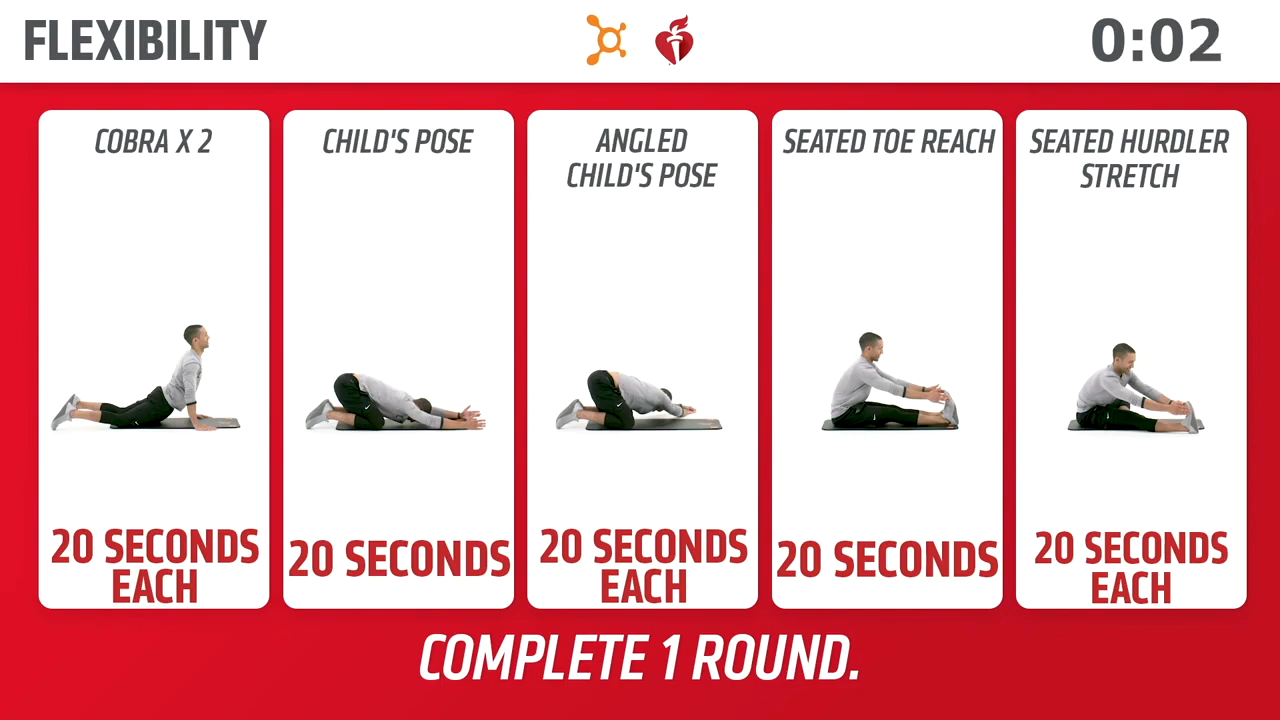 FLEXIBILITY
0:02
COBRA X 2
20 SECONDS
EACH
CHILD'S POSE
20 SECONDS
ANGLED
CHILD'S POSE
20 SECONDS
EACH
SEATED TOE REACH
20 SECONDS
SEATED HURDLER
STRETCH
20 SECONDS
EACH
COMPLETE 1 ROUND.